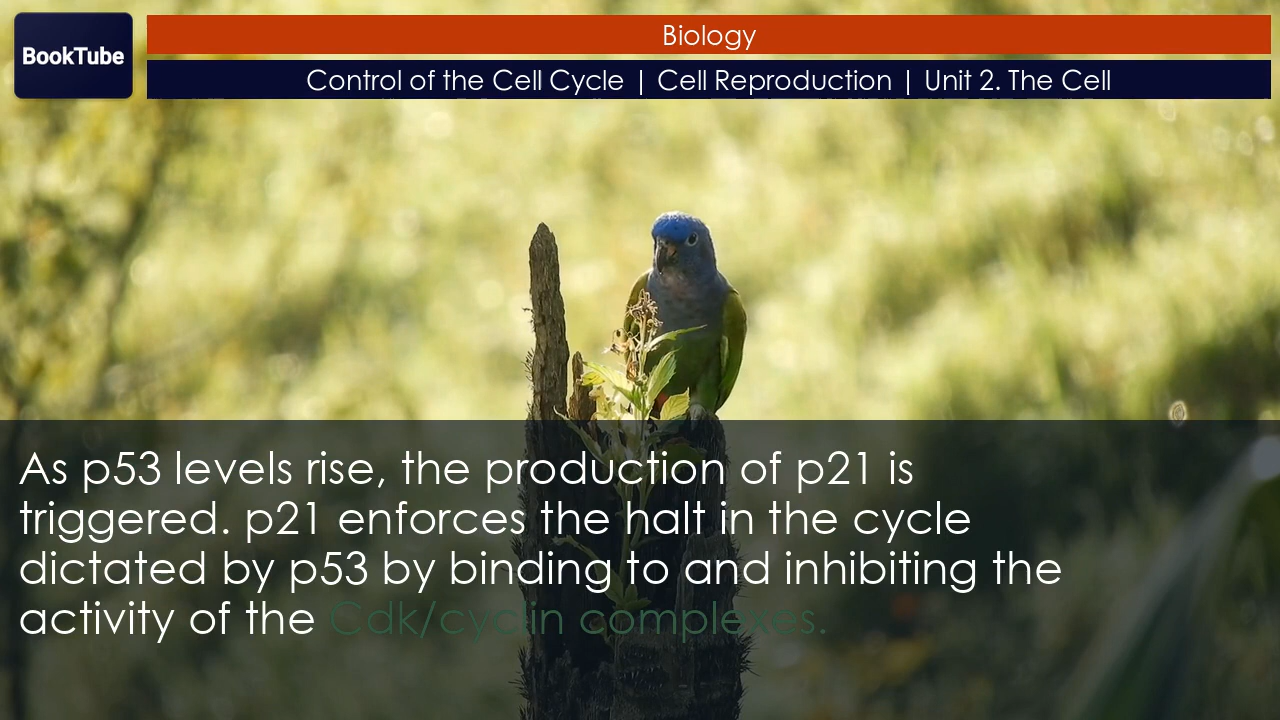 BookTube
Biology
Control of the Cell Cycle | Cell Reproduction | Unit 2. The Cell
As p53 levels rise, the production of p21 is
triggered. p21 enforces the halt in the cycle
dictated by p53 by binding to and inhibiting the
activity of the Cdk/cyclin complexes.